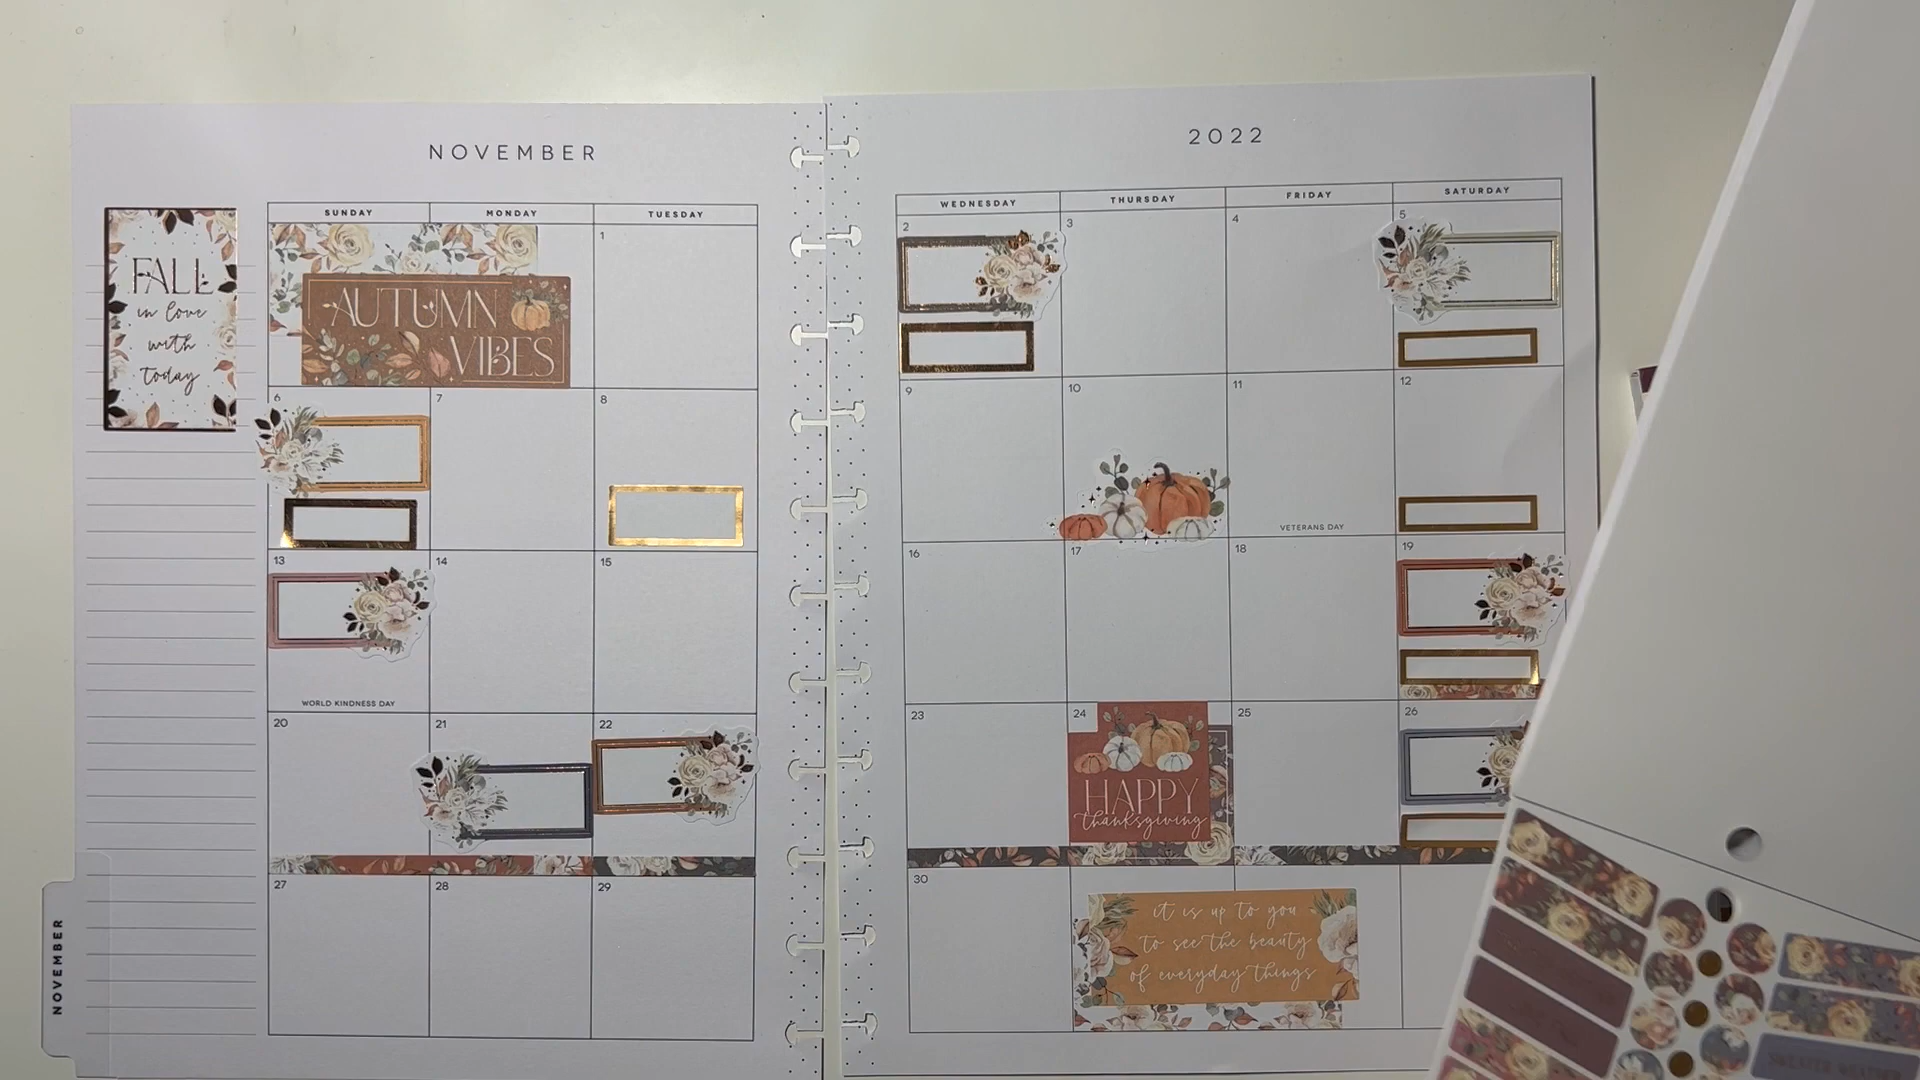 NOVEMBER
2022
SUNDAY MONDAY TUESDAY
WEDNESDAY THURSDAY FRIDAY SATURDAY
FALL
in love
with
today
AUTUMN
VIBES
1
2 3 4 5
6 7 8
9 10 11 12
VETERANS DAY
13 14 15
WORLD KINDNESS DAY
16 17 18 19
20 21 22
23 24 25 26
HAPPY
thanksgiving
27 28 29
30
it is up to you
to see the beauty
of everyday things
NOVEMBER
SWEATER WEATHER